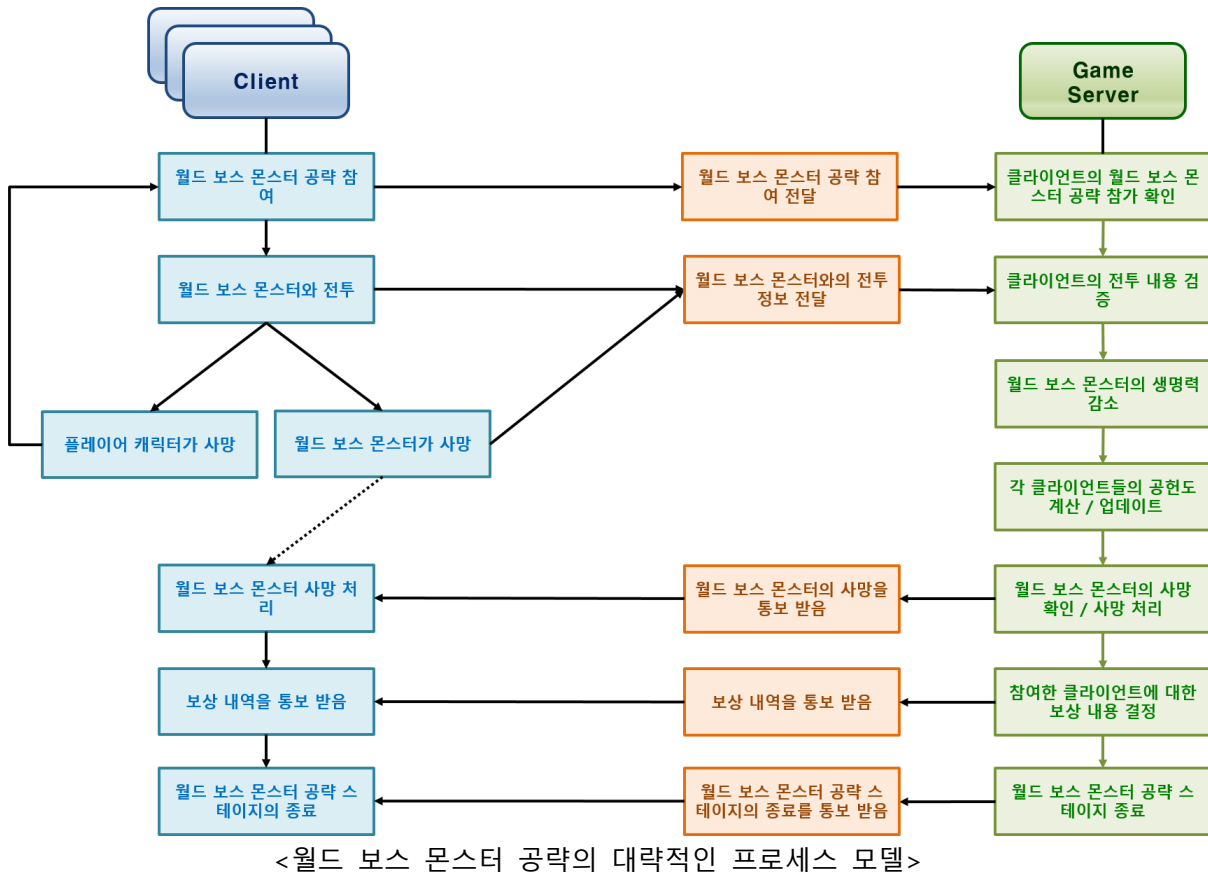 Client
Game
Server
월드 보스 몬스터 공략 참
여
월드 보스 몬스터 공략 참
여 전달
클라이언트의 월드 보스 몬
스터 공략 참가 확인
월드 보스 몬스터와 전투
월드 보스 몬스터와의 전투
정보 전달
클라이언트의 전투 내용 검
증
월드 보스 몬스터의 생명력
감소
플레이어 캐릭터가 사망
월드 보스 몬스터가 사망
각 클라이언트들의 공헌도
계산 / 업데이트
월드 보스 몬스터 사망 처
리
월드 보스 몬스터의 사망을
통보 받음
월드 보스 몬스터의 사망
확인 / 사망 처리
보상 내역을 통보 받음
보상 내역을 통보 받음
참여한 클라이언트에 대한
보상 내용 결정
월드 보스 몬스터 공략 스
테이지의 종료
월드 보스 몬스터 공략 스
테이지의 종료를 통보 받음
월드 보스 몬스터 공략 스
테이지 종료
<월드 보스 몬스터 공략의 대략적인 프로세스 모델>